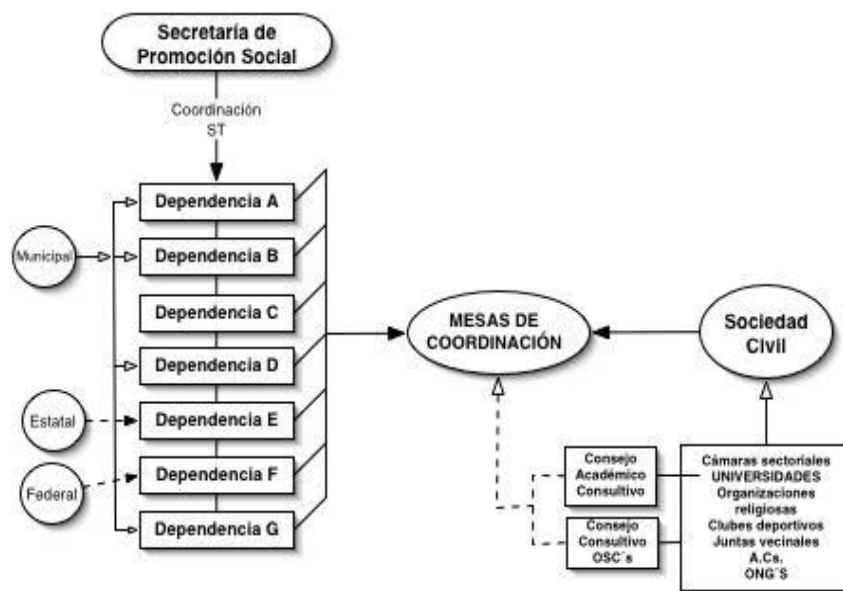 Secretaría de
Promoción Social
Coordinación
ST
Dependencia A
Municipal
Dependencia B
Dependencia C
Dependencia D
Estatal
Dependencia E
Federal
Dependencia F
Dependencia G
MESAS DE
COORDINACIÓN
Sociedad
Civil
Consejo
Académico
Consultivo
Consejo
Consultivo
OSC´s
Cámaras sectoriales
UNIVERSIDADES
Organizaciones
religiosas
Clubes deportivos
Juntas vecinales
A.Cs.
ONG´S